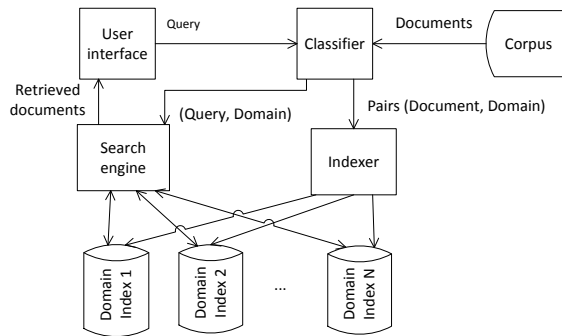 User
interface
Query
Classifier
Documents
Corpus
Retrieved
documents
(Query, Domain)
Pairs (Document, Domain)
Search
engine
Indexer
Domain
Index 1
Domain
Index 2
...
Domain
Index N